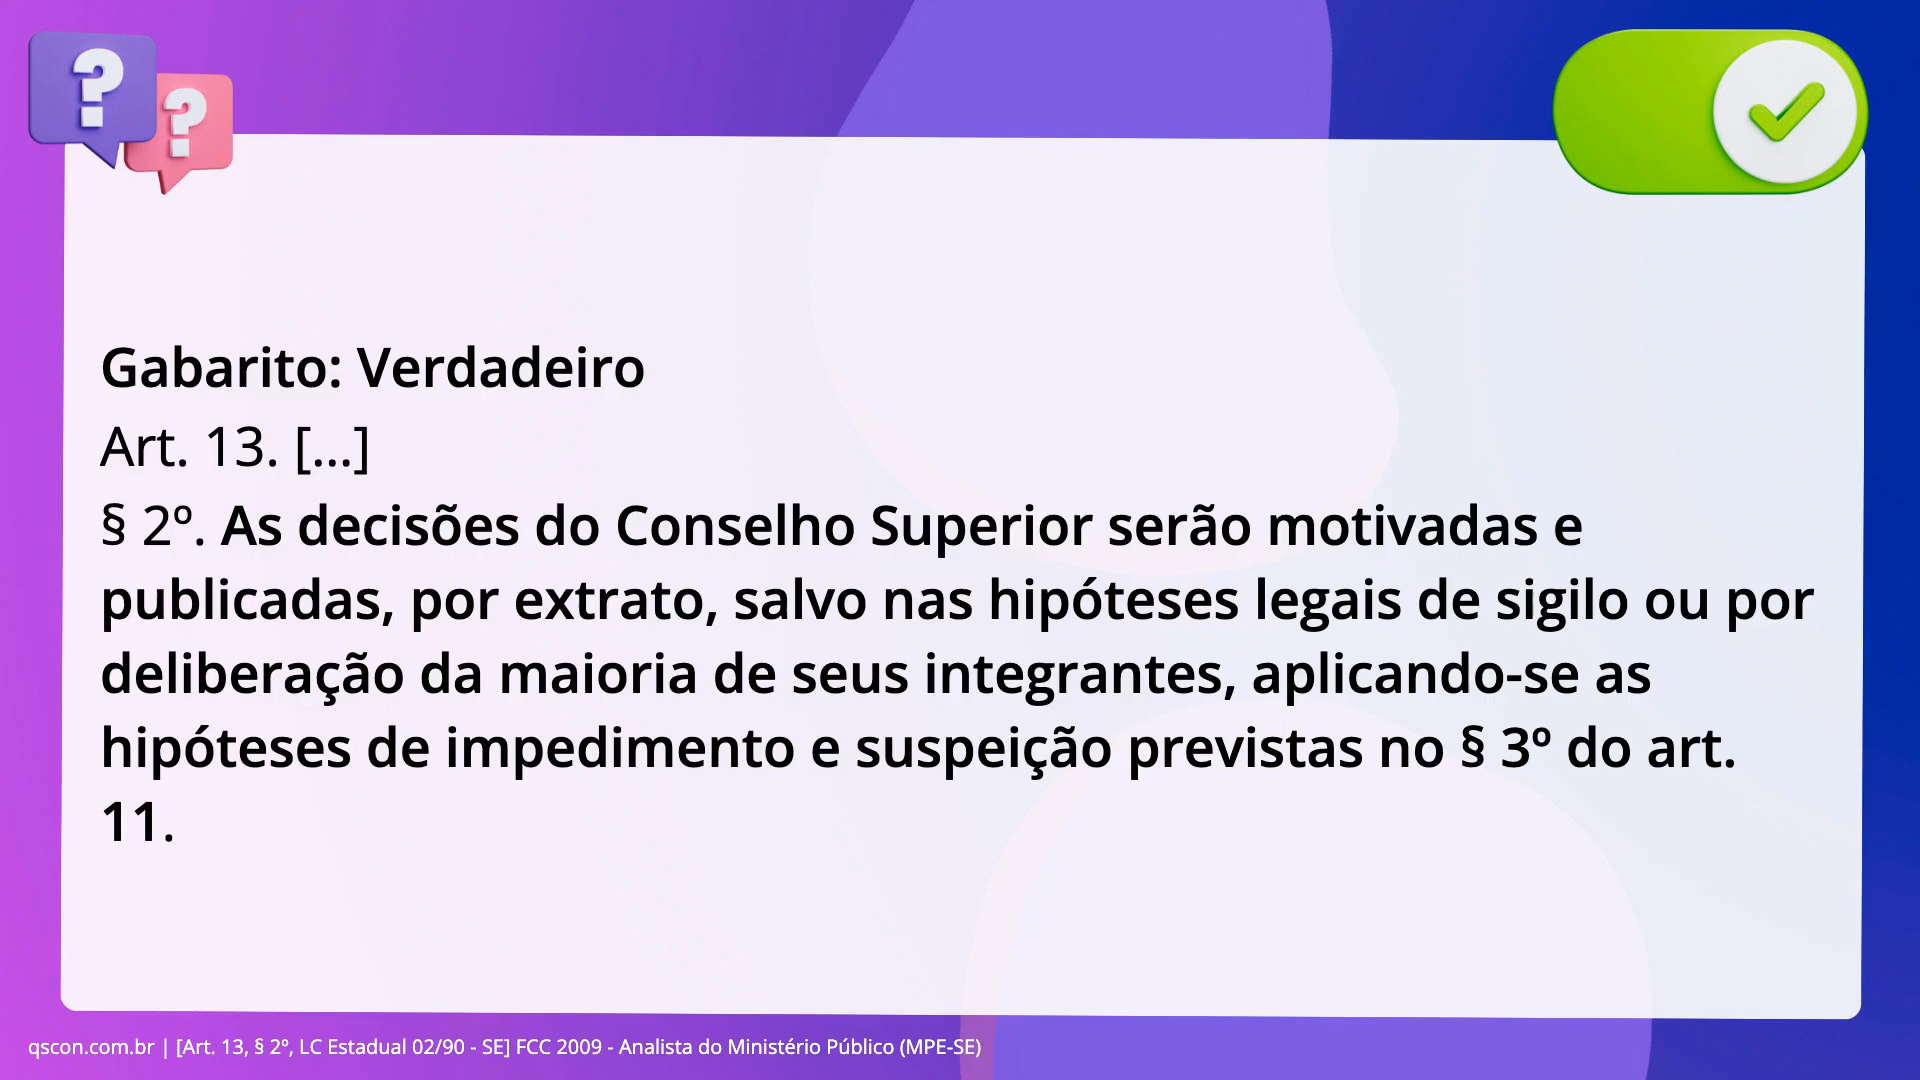 ?
?
Gabarito: Verdadeiro
Art. 13. [...]
§ 2º. As decisões do Conselho Superior serão motivadas e
publicadas, por extrato, salvo nas hipóteses legais de sigilo ou por
deliberação da maioria de seus integrantes, aplicando-se as
hipóteses de impedimento e suspeição previstas no § 3º do art.
11.
qscon.com.br | [Art. 13, § 2º, LC Estadual 02/90 - SE] FCC 2009 - Analista do Ministério Público (MPE-SE)